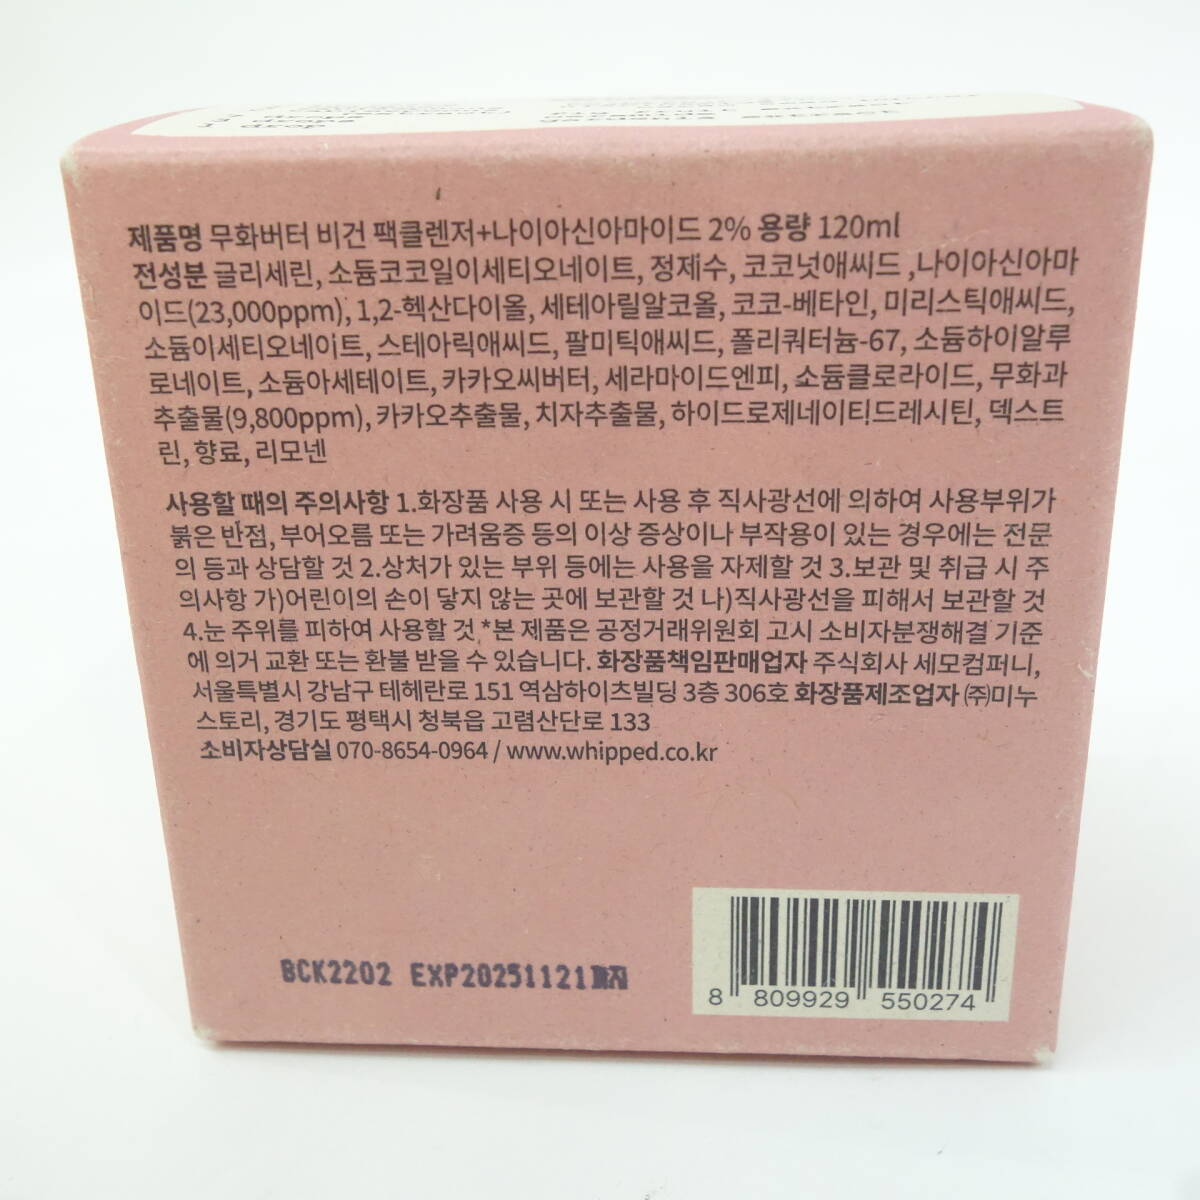 drops
1 drop
gardenia extract
제품명 무화버터 비건 팩클렌저+나이아신아마이드 2% 용량 120ml
전성분 글리세린, 소듐코코일이세티오네이트, 정제수, 코코넛애씨드 ,나이아신아마
이드(23,000ppm), 1,2-헥산다이올, 세테아릴알코올, 코코-베타인, 미리스틱애씨드,
소듐이세티오네이트, 스테아릭애씨드, 팔미틱애씨드, 폴리쿼터늄-67, 소듐하이알루
로네이트, 소듐아세테이트, 카카오씨버터, 세라마이드엔피, 소듐클로라이드, 무화과
추출물(9,800ppm), 카카오추출물, 치자추출물, 하이드로제네이티드레시틴, 덱스트
린, 향료, 리모넨
사용할 때의 주의사항 1.화장품 사용 시 또는 사용 후 직사광선에 의하여 사용부위가
붉은 반점, 부어오름 또는 가려움증 등의 이상 증상이나 부작용이 있는 경우에는 전문
의 등과 상담할 것 2.상처가 있는 부위 등에는 사용을 자제할 것 3.보관 및 취급 시 주
의사항 가)어린이의 손이 닿지 않는 곳에 보관할 것 나)직사광선을 피해서 보관할 것
4.눈 주위를 피하여 사용할 것 *본 제품은 공정거래위원회 고시 소비자분쟁해결 기준
에 의거 교환 또는 환불 받을 수 있습니다. 화장품책임판매업자 주식회사 세모컴퍼니,
서울특별시 강남구 테헤란로 151 역삼하이츠빌딩 3층 306호 화장품제조업자 ㈜미누
스토리, 경기도 평택시 청북읍 고렴산단로 133
소비자상담실 070-8654-0964 / www.whipped.co.kr
BCK2202 EXP20251121까지
8 809929 550274